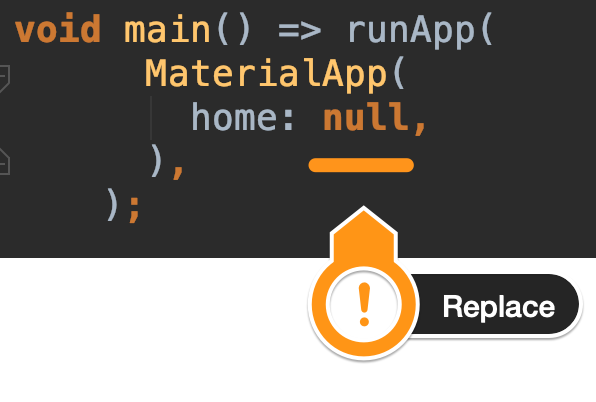 void main() => runApp(
MaterialApp(
home: null,
),
);
!
Replace